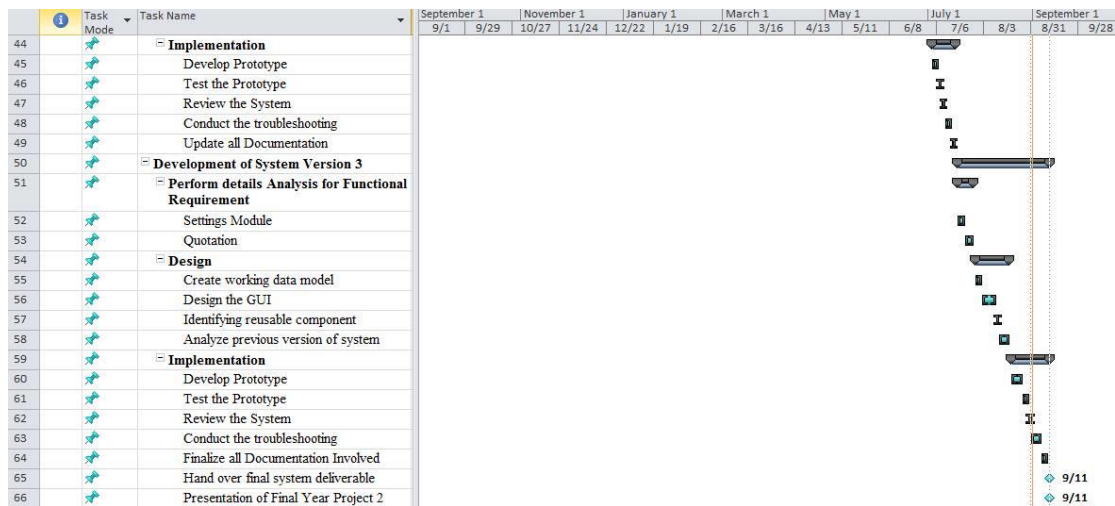 Task Mode Task Name September 1 November 1 January 1 March 1 May 1 July 1 September 1
9/1 9/29 10/27 11/24 12/22 1/19 2/16 3/16 4/13 5/11 6/8 7/6 8/3 8/31 9/28
44 Implementation
45 Develop Prototype
46 Test the Prototype
47 Review the System
48 Conduct the troubleshooting
49 Update all Documentation
50 Development of System Version 3
51 Perform details Analysis for Functional
Requirement
52 Settings Module
53 Quotation
54 Design
55 Create working data model
56 Design the GUI
57 Identifying reusable component
58 Analyze previous version of system
59 Implementation
60 Develop Prototype
61 Test the Prototype
62 Review the System
63 Conduct the troubleshooting
64 Finalize all Documentation Involved
65 Hand over final system deliverable 9/11
66 Presentation of Final Year Project 2 9/11